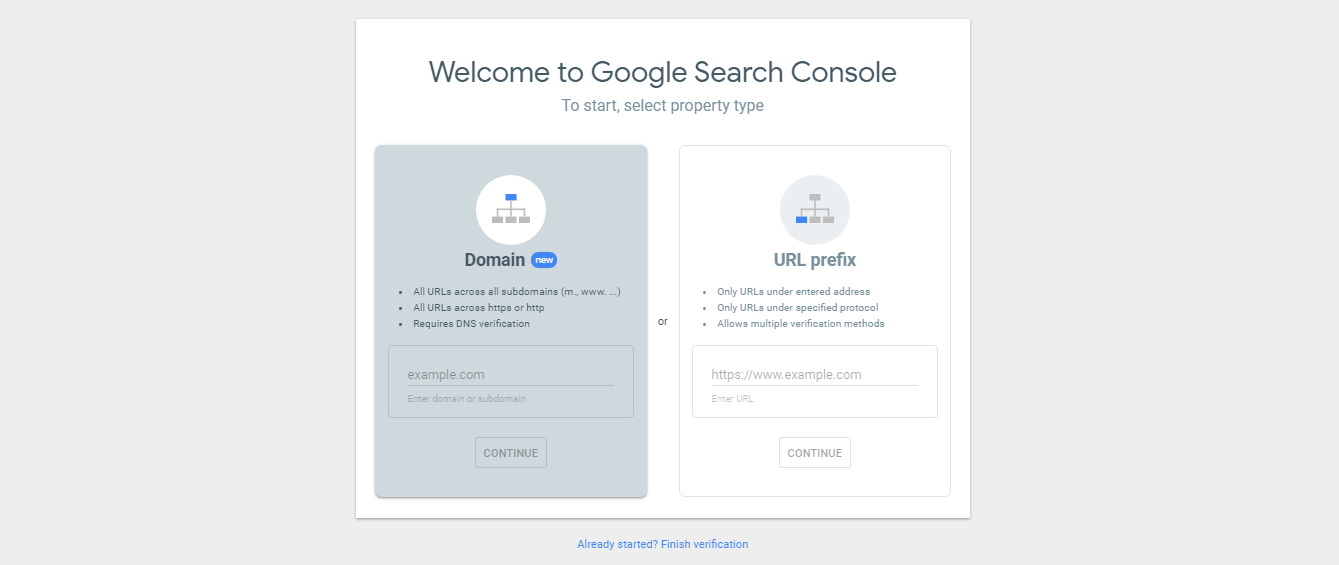 Welcome to Google Search Console
To start, select property type
Domain new
All URLs across all subdomains (m., www. ...)
All URLs across https or http
Requires DNS verification
example.com
Enter domain or subdomain
CONTINUE
or
URL prefix
Only URLs under entered address
Only URLs under specified protocol
Allows multiple verification methods
https://www.example.com
Enter URL
CONTINUE
Already started? Finish verification